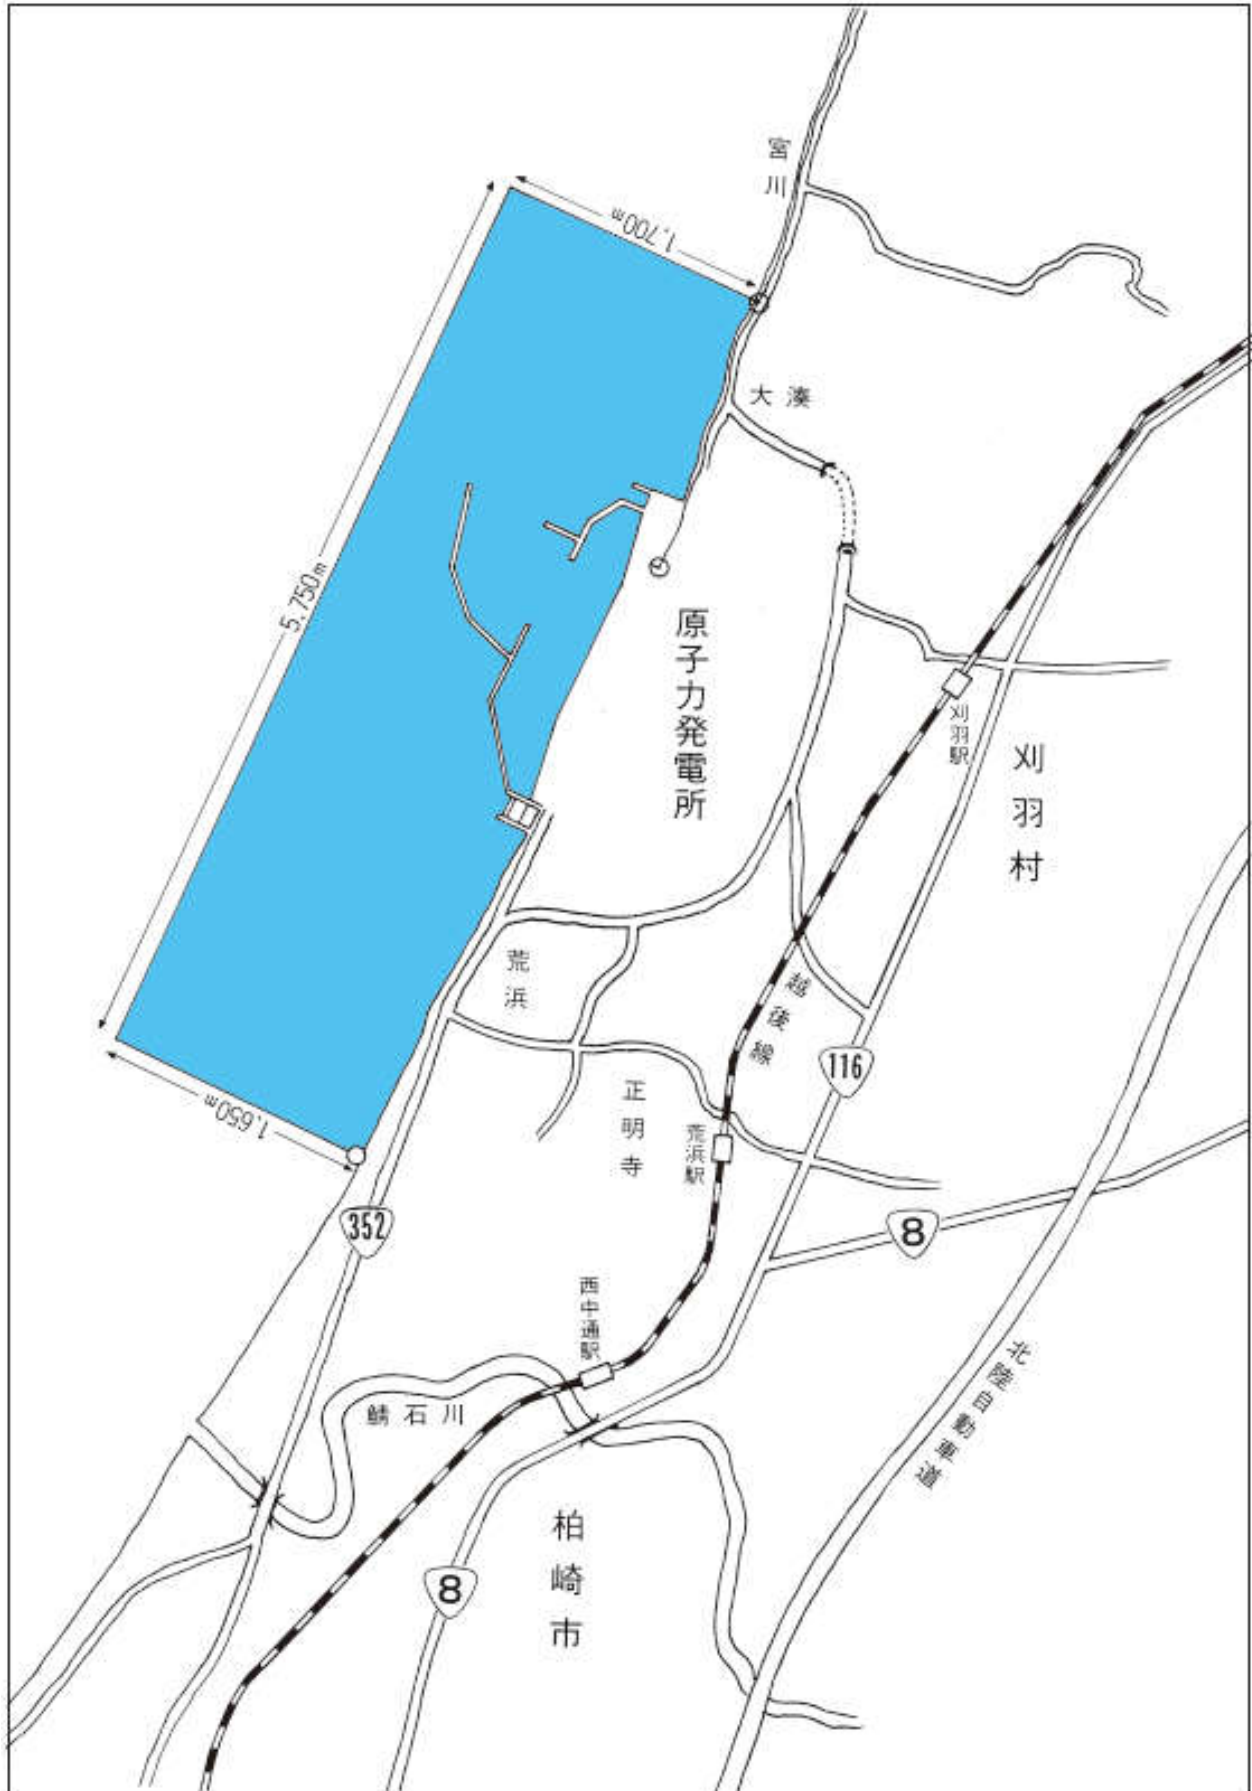 宮川
1,700m
大湊
5,750m
原子力発電所
刈羽駅
刈羽村
荒浜
越後線
116
1,650m
正明寺
荒浜駅
352
8
西中通駅
鯖石川
北陸自動車道
柏崎市
8